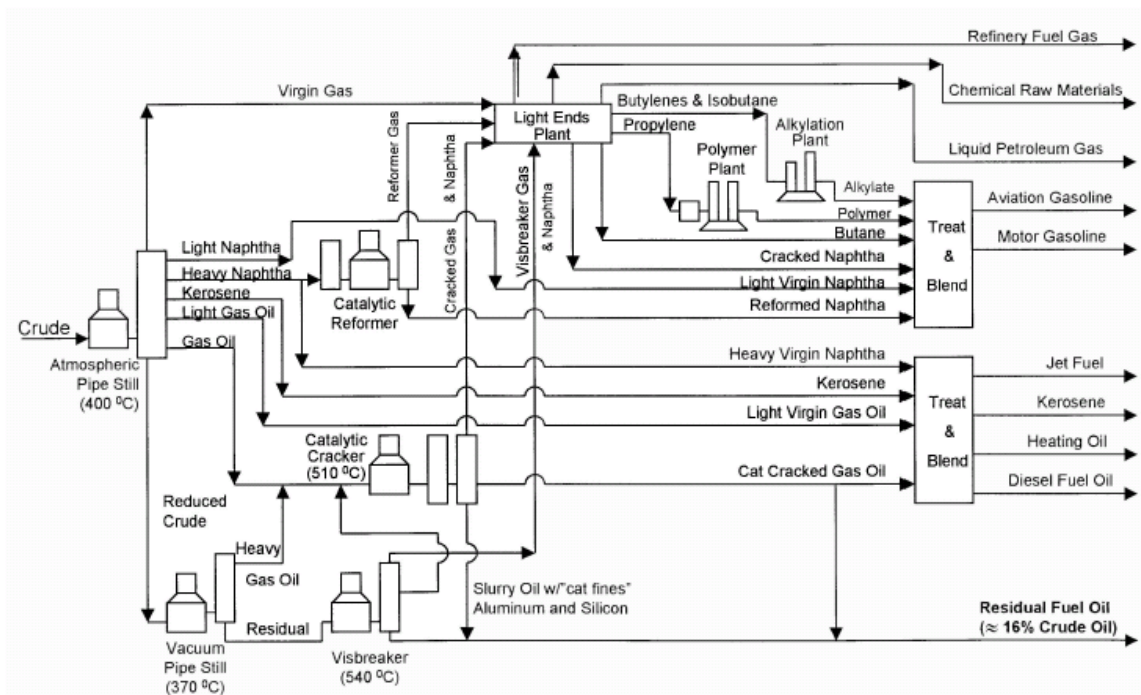 Refinery Fuel Gas
Virgin Gas
Chemical Raw Materials
Butylenes & Isobutane
Light Ends
Plant
Propylene
Alkylation
Plant
Reformer Gas
& Naphtha
Polymer
Plant
Liquid Petroleum Gas
Alkylate
Aviation Gasoline
Polymer
Treat
&
Blend
Butane
Motor Gasoline
Visbreaker Gas
& Naphtha
Cracked Gas
Light Naphtha
Cracked Naphtha
Heavy Naphtha
Light Virgin Naphtha
Kerosene
Catalytic
Reformer
Reformed Naphtha
Light Gas Oil
Crude
Gas Oil
Atmospheric
Pipe Still
(400 ⁰C)
Heavy Virgin Naphtha
Jet Fuel
Kerosene
Treat
&
Blend
Kerosene
Light Virgin Gas Oil
Heating Oil
Catalytic
Cracker
(510 ⁰C)
Cat Cracked Gas Oil
Diesel Fuel Oil
Reduced
Crude
Heavy
Gas Oil
Slurry Oil w/"cat fines"
Aluminum and Silicon
Residual
Residual Fuel Oil
(≈ 16% Crude Oil)
Vacuum
Pipe Still
(370 ⁰C)
Visbreaker
(540 ⁰C)